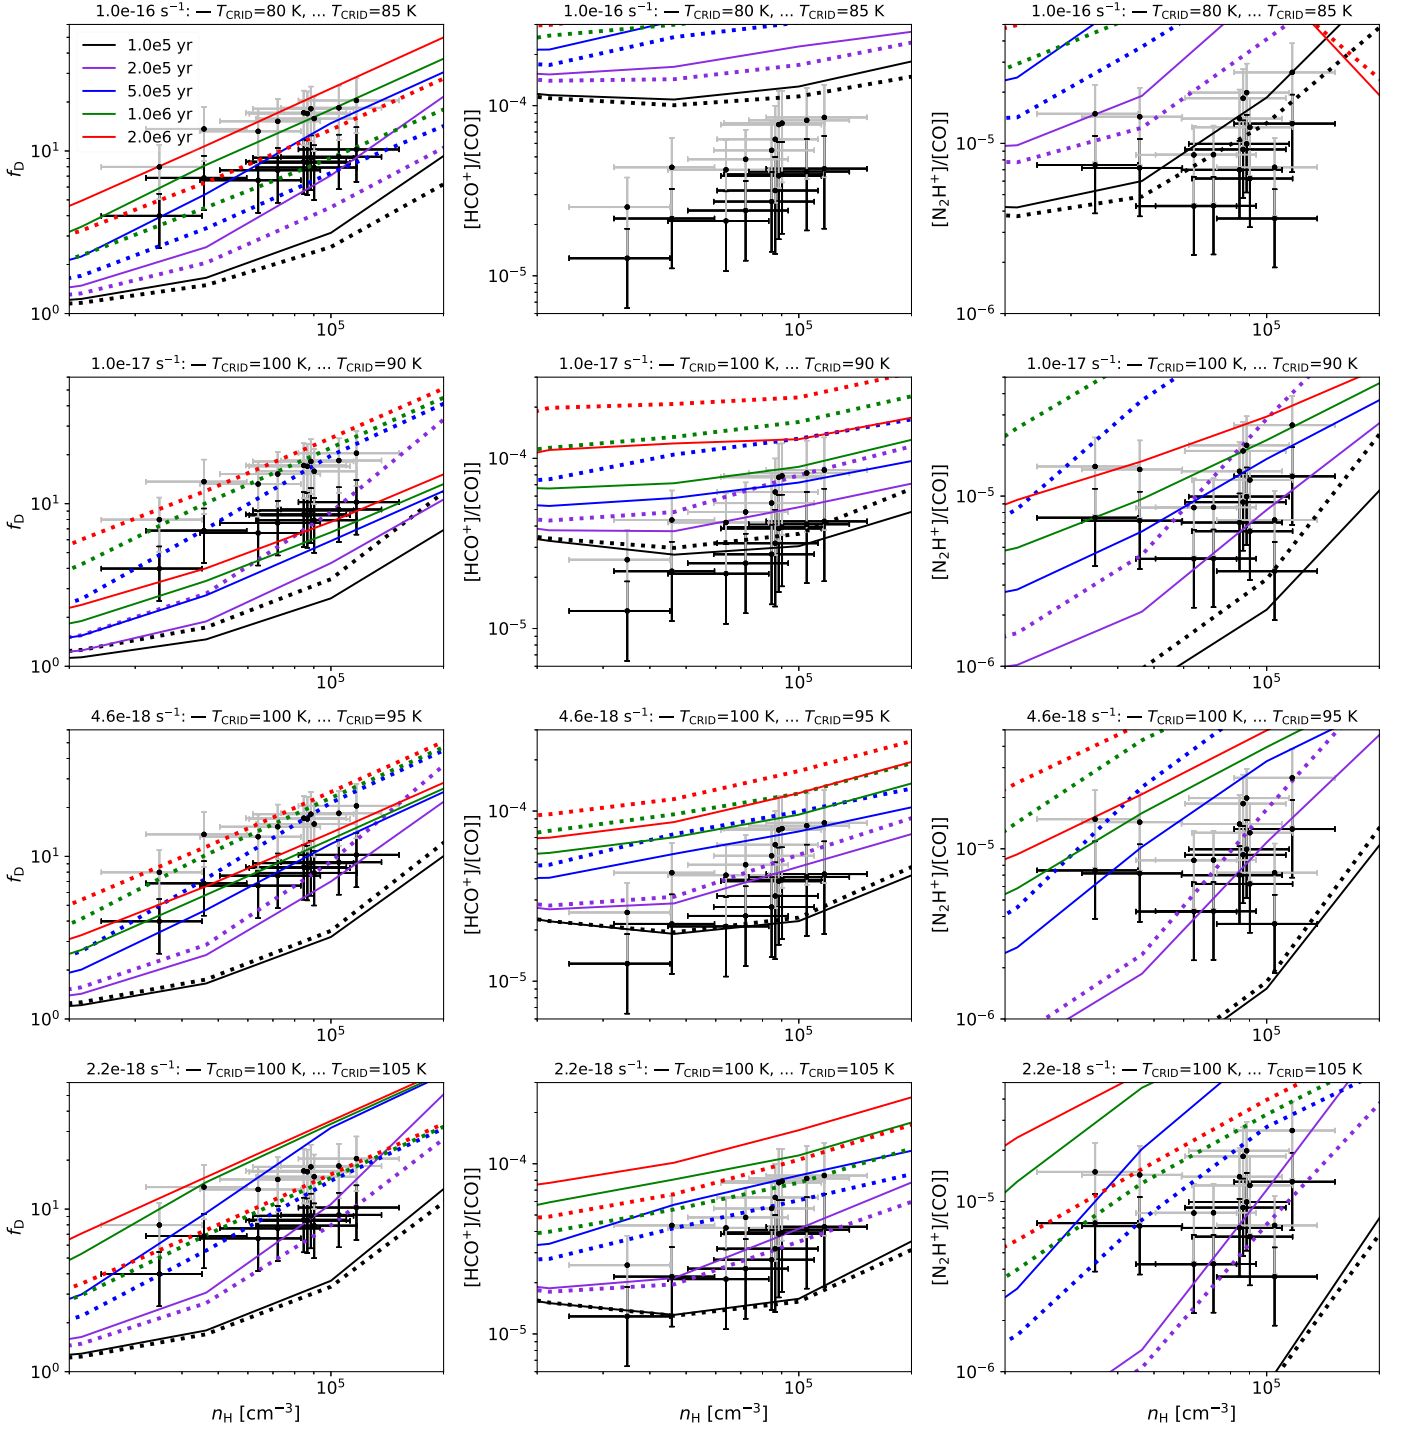 1.0e-16 s⁻¹: — T_CRID=80 K, ... T_CRID=85 K
1.0e-16 s⁻¹: — T_CRID=80 K, ... T_CRID=85 K
1.0e-16 s⁻¹: — T_CRID=80 K, ... T_CRID=85 K
1.0e5 yr
2.0e5 yr
5.0e5 yr
1.0e6 yr
2.0e6 yr
f_D
10¹
10⁰
10⁵
[HCO⁺]/[CO]
10⁻⁴
10⁻⁵
10⁵
[N₂H⁺]/[CO]
10⁻⁵
10⁻⁶
10⁵
1.0e-17 s⁻¹: — T_CRID=100 K, ... T_CRID=90 K
1.0e-17 s⁻¹: — T_CRID=100 K, ... T_CRID=90 K
1.0e-17 s⁻¹: — T_CRID=100 K, ... T_CRID=90 K
f_D
10¹
10⁰
10⁵
[HCO⁺]/[CO]
10⁻⁴
10⁻⁵
10⁵
[N₂H⁺]/[CO]
10⁻⁵
10⁻⁶
10⁵
4.6e-18 s⁻¹: — T_CRID=100 K, ... T_CRID=95 K
4.6e-18 s⁻¹: — T_CRID=100 K, ... T_CRID=95 K
4.6e-18 s⁻¹: — T_CRID=100 K, ... T_CRID=95 K
f_D
10¹
10⁰
10⁵
[HCO⁺]/[CO]
10⁻⁴
10⁻⁵
10⁵
[N₂H⁺]/[CO]
10⁻⁵
10⁻⁶
10⁵
2.2e-18 s⁻¹: — T_CRID=100 K, ... T_CRID=105 K
2.2e-18 s⁻¹: — T_CRID=100 K, ... T_CRID=105 K
2.2e-18 s⁻¹: — T_CRID=100 K, ... T_CRID=105 K
f_D
10¹
10⁰
10⁵
n_H [cm⁻³]
[HCO⁺]/[CO]
10⁻⁴
10⁻⁵
10⁵
n_H [cm⁻³]
[N₂H⁺]/[CO]
10⁻⁵
10⁻⁶
10⁵
n_H [cm⁻³]